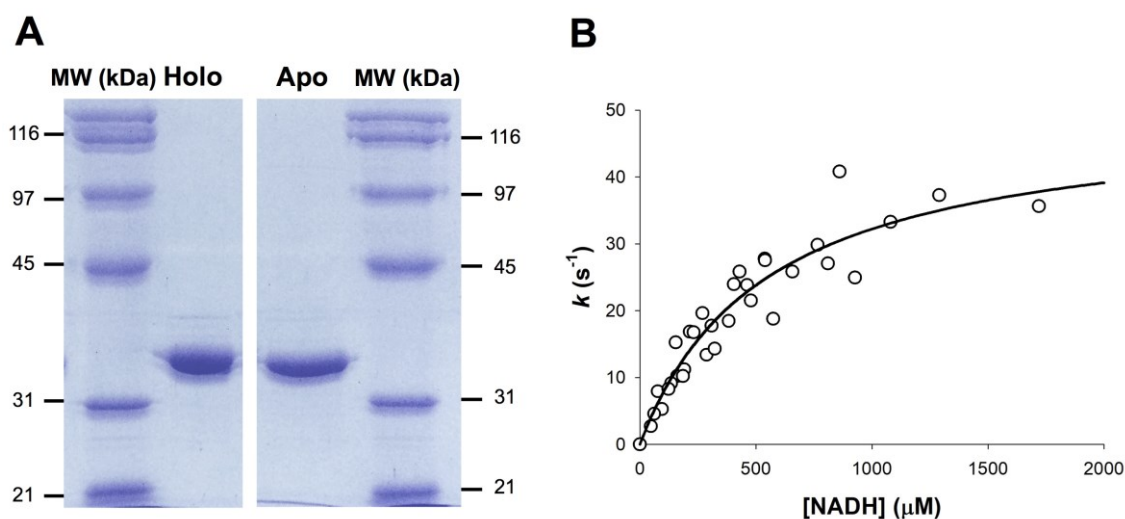 A
MW (kDa) Holo Apo MW (kDa)
116 116
97 97
45 45
31 31
21 21
B
50
40
30
20
10
0
k (s⁻¹)
0 500 1000 1500 2000
[NADH] (μM)